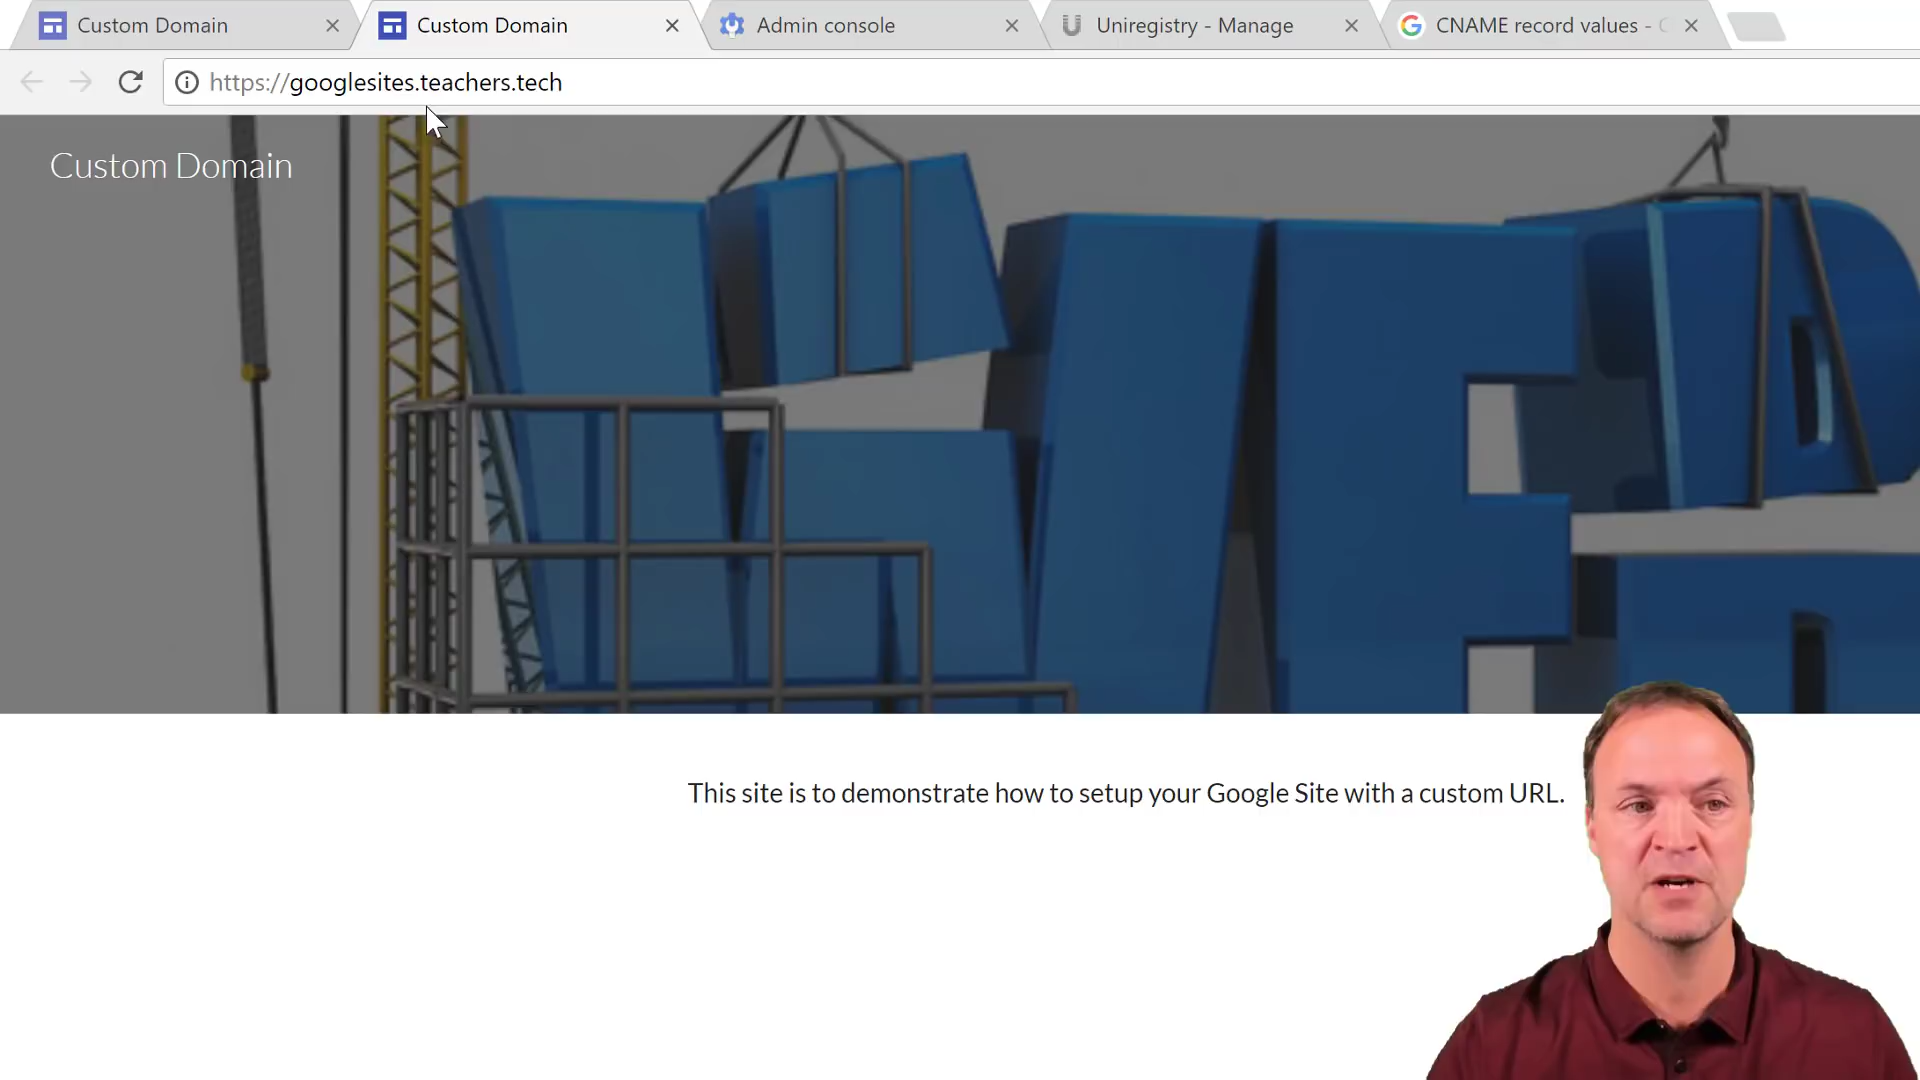 Custom Domain
Custom Domain
Admin console
Uniregistry - Manage
CNAME record values -
https://googlesites.teachers.tech
Custom Domain
This site is to demonstrate how to setup your Google Site with a custom URL.